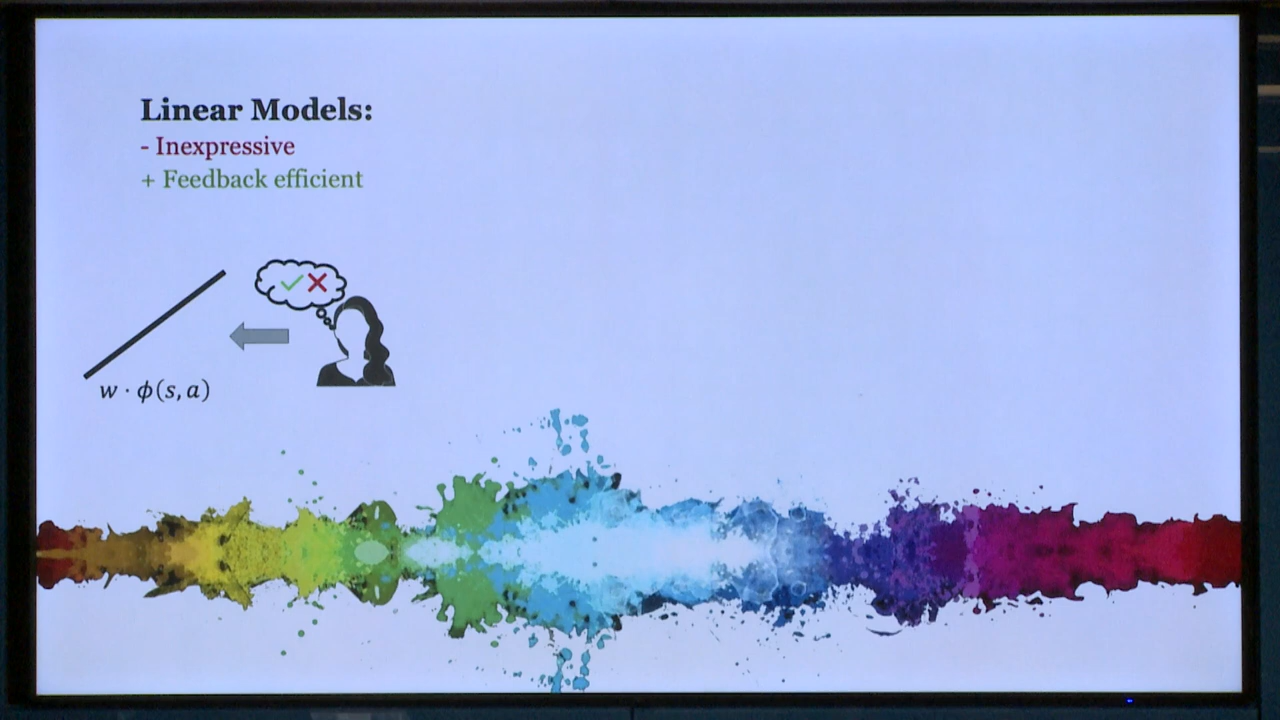 Linear Models:
- Inexpressive
+ Feedback efficient
w · ϕ(s, a)